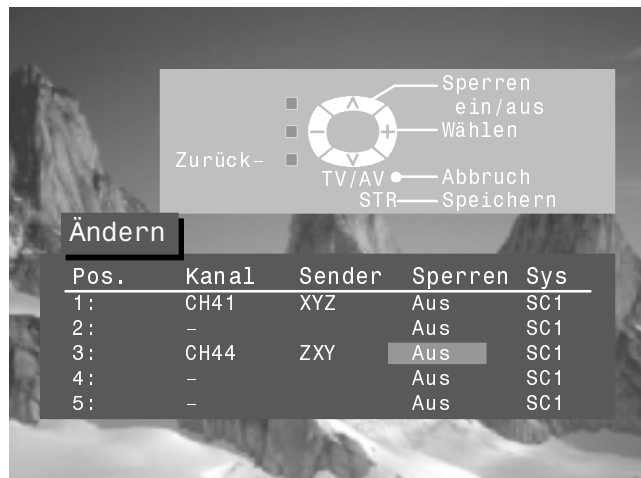 Sperren
ein/aus
Wählen
Zurück–
TV/AV Abbruch
STR Speichern
Ändern
Pos. Kanal Sender Sperren Sys
1: CH41 XYZ Aus SC1
2: – Aus SC1
3: CH44 ZXY Aus SC1
4: – Aus SC1
5: – Aus SC1